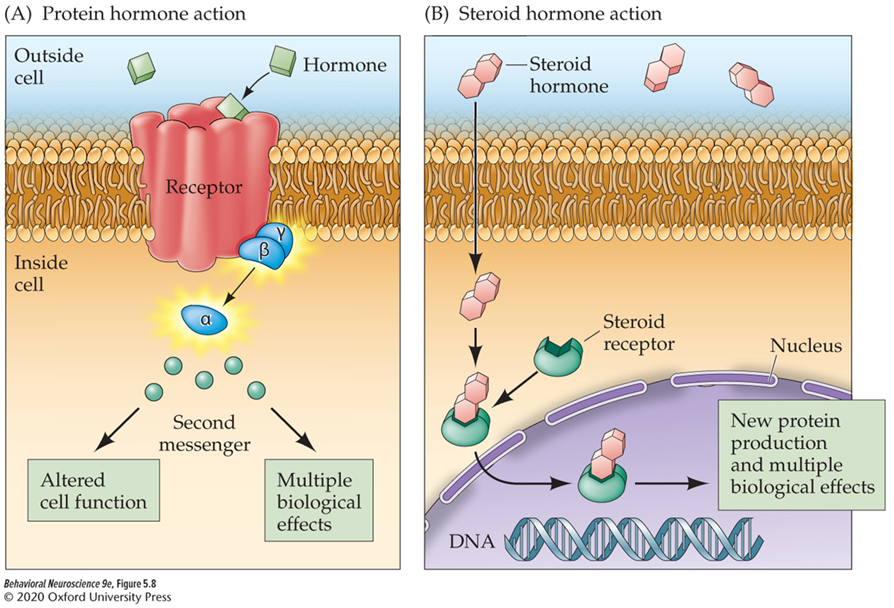 (A) Protein hormone action
Outside
cell
Hormone
Receptor
γ
β
Inside
cell
α
Second
messenger
Altered
cell function
Multiple
biological
effects
(B) Steroid hormone action
Steroid
hormone
Steroid
receptor
Nucleus
New protein
production
and multiple
biological effects
DNA
Behavioral Neuroscience 9e, Figure 5.8
© 2020 Oxford University Press